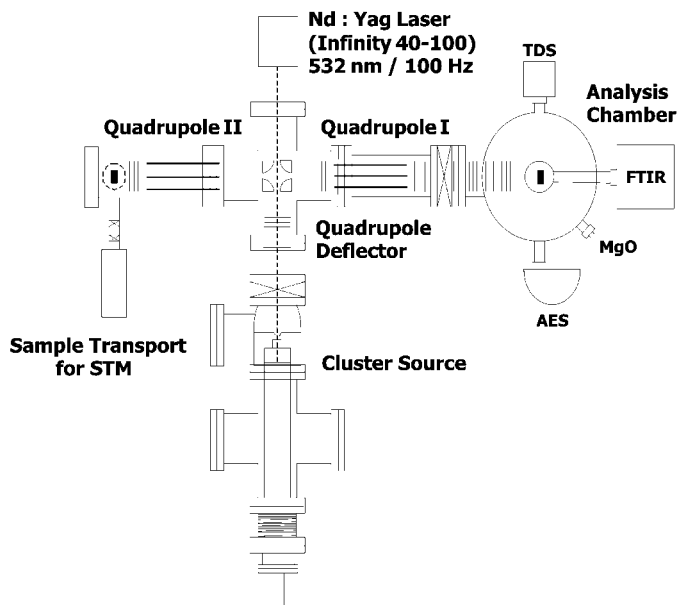 Nd : Yag Laser
(Infinity 40-100)
532 nm / 100 Hz
TDS
Analysis
Chamber
Quadrupole II
Quadrupole I
FTIR
Quadrupole
Deflector
MgO
AES
Sample Transport
for STM
Cluster Source